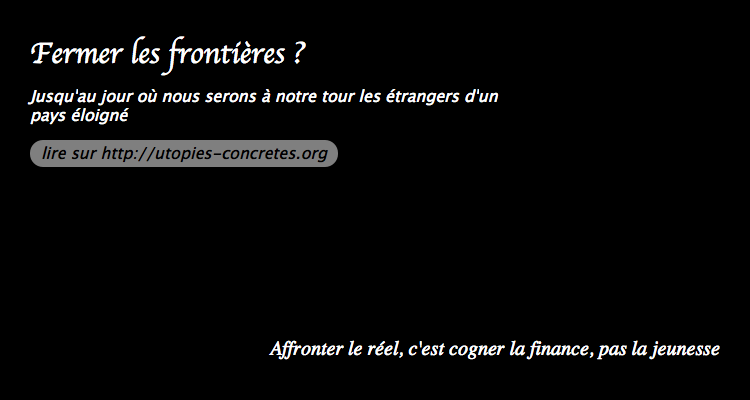 Fermer les frontières ?
Jusqu'au jour où nous serons à notre tour les étrangers d'un
pays éloigné
lire sur http://utopies-concretes.org
Affronter le réel, c'est cogner la finance, pas la jeunesse